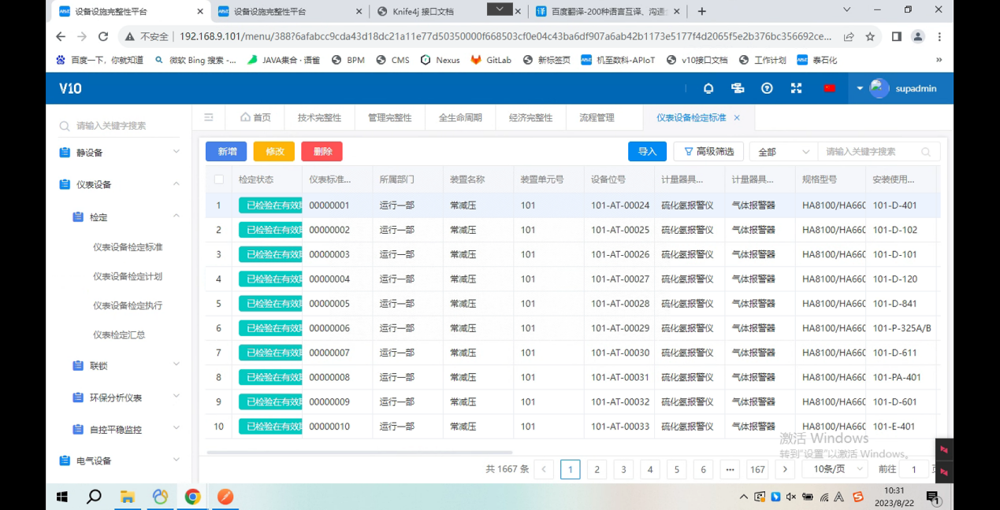 设备设施完整性平台
设备设施完整性平台
Knife4j 接口文档
百度翻译-200种语言互译、沟通
不安全 192.168.9.101/menu/388?6afabcc9cda43d18dc21a11e77d50350000f668503cf0e04c43ba6df907a6ab42b1173e5177f4d2065f5e2b376bc356692ce...
百度一下，你就知道 微软 Bing 搜索 -... JAVA集合 · 语雀 BPM CMS Nexus GitLab 新标签页 机至数科-APIoT v10接口文档 工作计划 泰石化 »
V10 supadmin
请输入关键字搜索
首页 技术完整性 管理完整性 全生命周期 经济完整性 流程管理 仪表设备检定标准
静设备
仪表设备
检定
仪表设备检定标准
仪表设备检定计划
仪表设备检定执行
仪表检定汇总
联锁
环保分析仪表
自控平稳监控
电气设备
新增 修改 删除 导入 高级筛选 全部 请输入关键字搜索
检定状态 仪表标准... 所属部门 装置名称 装置单元号 设备位号 计量器具... 计量器具... 规格型号 安装使用...
1 已检验在有效期 00000001 运行一部 常减压 101 101-AT-00024 硫化氢报警仪 气体报警器 HA8100/HA660 101-D-401
2 已检验在有效期 00000002 运行一部 常减压 101 101-AT-00025 硫化氢报警仪 气体报警器 HA8100/HA660 101-D-102
3 已检验在有效期 00000003 运行一部 常减压 101 101-AT-00026 硫化氢报警仪 气体报警器 HA8100/HA660 101-D-101
4 已检验在有效期 00000004 运行一部 常减压 101 101-AT-00027 硫化氢报警仪 气体报警器 HA8100/HA660 101-D-120
5 已检验在有效期 00000005 运行一部 常减压 101 101-AT-00028 硫化氢报警仪 气体报警器 HA8100/HA660 101-D-841
6 已检验在有效期 00000006 运行一部 常减压 101 101-AT-00029 硫化氢报警仪 气体报警器 HA8100/HA660 101-P-325A/B
7 已检验在有效期 00000007 运行一部 常减压 101 101-AT-00030 硫化氢报警仪 气体报警器 HA8100/HA660 101-D-611
8 已检验在有效期 00000008 运行一部 常减压 101 101-AT-00031 硫化氢报警仪 气体报警器 HA8100/HA660 101-PA-401
9 已检验在有效期 00000009 运行一部 常减压 101 101-AT-00032 硫化氢报警仪 气体报警器 HA8100/HA660 101-D-601
10 已检验在有效期 00000010 运行一部 常减压 101 101-AT-00033 硫化氢报警仪 气体报警器 HA8100/HA660 101-E-401
激活 Windows
转到"设置"以激活 Windows。
共 1667 条 1 2 3 4 5 6 ... 167 10条/页 前往 1
10:31
2023/8/22
1